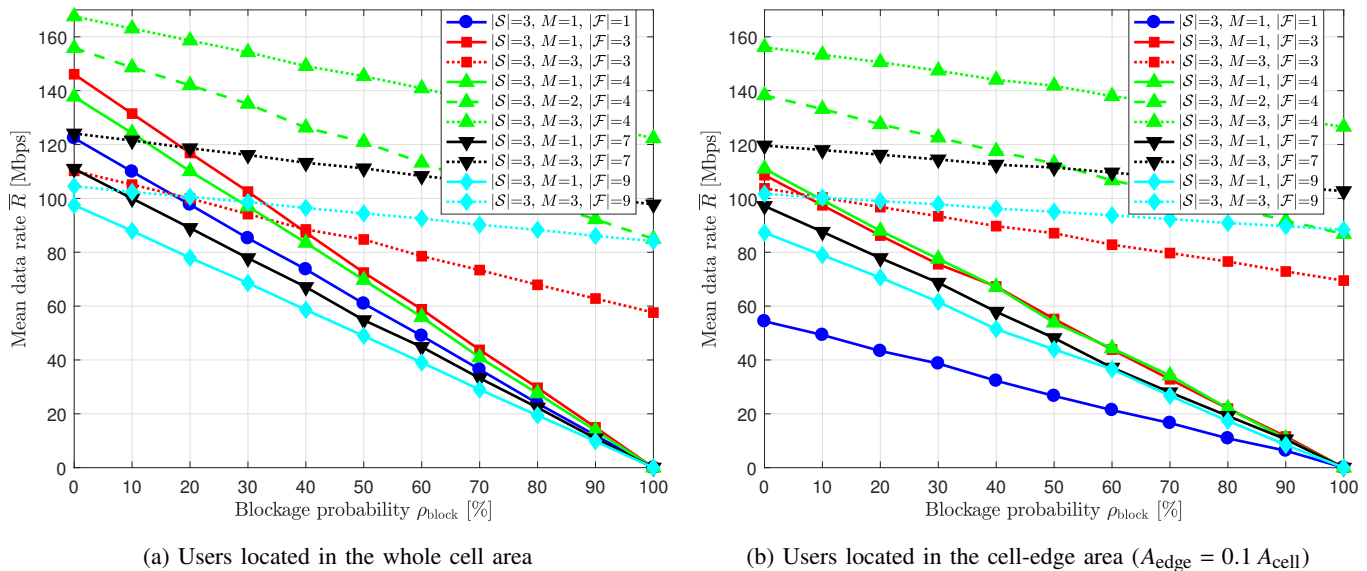 160
140
120
100
80
60
40
20
0
Mean data rate R̅ [Mbps]
|𝒮|=3, M=1, |ℱ|=1
|𝒮|=3, M=1, |ℱ|=3
|𝒮|=3, M=3, |ℱ|=3
|𝒮|=3, M=1, |ℱ|=4
|𝒮|=3, M=2, |ℱ|=4
|𝒮|=3, M=3, |ℱ|=4
|𝒮|=3, M=1, |ℱ|=7
|𝒮|=3, M=3, |ℱ|=7
|𝒮|=3, M=1, |ℱ|=9
|𝒮|=3, M=3, |ℱ|=9
0 10 20 30 40 50 60 70 80 90 100
Blockage probability ρblock [%]
(a) Users located in the whole cell area
160
140
120
100
80
60
40
20
0
Mean data rate R̅ [Mbps]
|𝒮|=3, M=1, |ℱ|=1
|𝒮|=3, M=1, |ℱ|=3
|𝒮|=3, M=3, |ℱ|=3
|𝒮|=3, M=1, |ℱ|=4
|𝒮|=3, M=2, |ℱ|=4
|𝒮|=3, M=3, |ℱ|=4
|𝒮|=3, M=1, |ℱ|=7
|𝒮|=3, M=3, |ℱ|=7
|𝒮|=3, M=1, |ℱ|=9
|𝒮|=3, M=3, |ℱ|=9
0 10 20 30 40 50 60 70 80 90 100
Blockage probability ρblock [%]
(b) Users located in the cell-edge area (Aedge = 0.1 Acell)